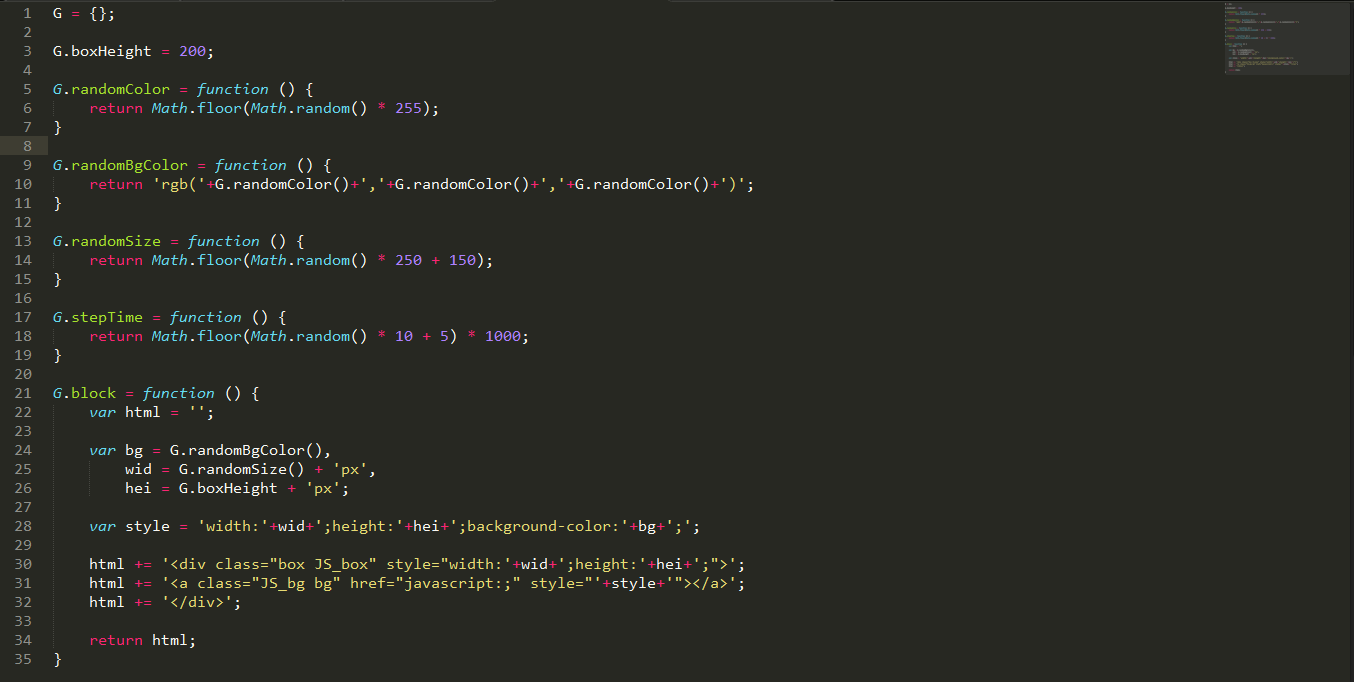 1 G = {};
2
3 G.boxHeight = 200;
4
5 G.randomColor = function () {
6     return Math.floor(Math.random() * 255);
7 }
8
9 G.randomBgColor = function () {
10     return 'rgb('+G.randomColor()+','+G.randomColor()+','+G.randomColor()+')';
11 }
12
13 G.randomSize = function () {
14     return Math.floor(Math.random() * 250 + 150);
15 }
16
17 G.stepTime = function () {
18     return Math.floor(Math.random() * 10 + 5) * 1000;
19 }
20
21 G.block = function () {
22     var html = '';
23
24     var bg = G.randomBgColor(),
25         wid = G.randomSize() + 'px',
26         hei = G.boxHeight + 'px';
27
28     var style = 'width:'+wid+';height:'+hei+';background-color:'+bg+';';
29
30     html += '<div class="box JS_box" style="width:'+wid+';height:'+hei+';">';
31     html += '<a class="JS_bg bg" href="javascript:;" style="'+style+'"></a>';
32     html += '</div>';
33
34     return html;
35 }